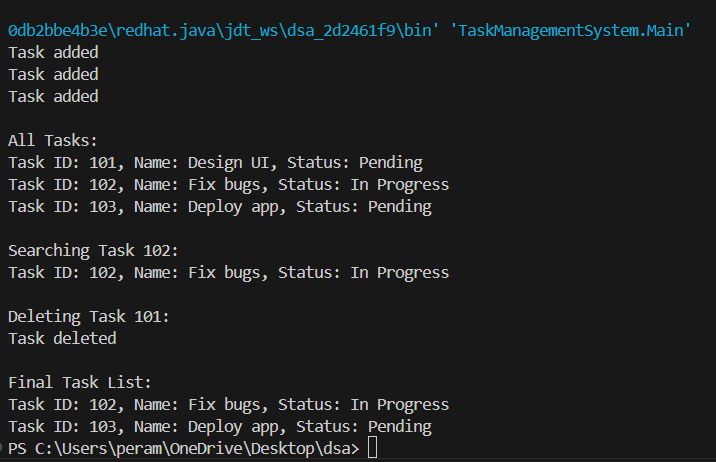 0db2bbe4b3e\redhat.java\jdt_ws\dsa_2d2461f9\bin' 'TaskManagementSystem.Main'
Task added
Task added
Task added
All Tasks:
Task ID: 101, Name: Design UI, Status: Pending
Task ID: 102, Name: Fix bugs, Status: In Progress
Task ID: 103, Name: Deploy app, Status: Pending
Searching Task 102:
Task ID: 102, Name: Fix bugs, Status: In Progress
Deleting Task 101:
Task deleted
Final Task List:
Task ID: 102, Name: Fix bugs, Status: In Progress
Task ID: 103, Name: Deploy app, Status: Pending
PS C:\Users\peram\OneDrive\Desktop\dsa>